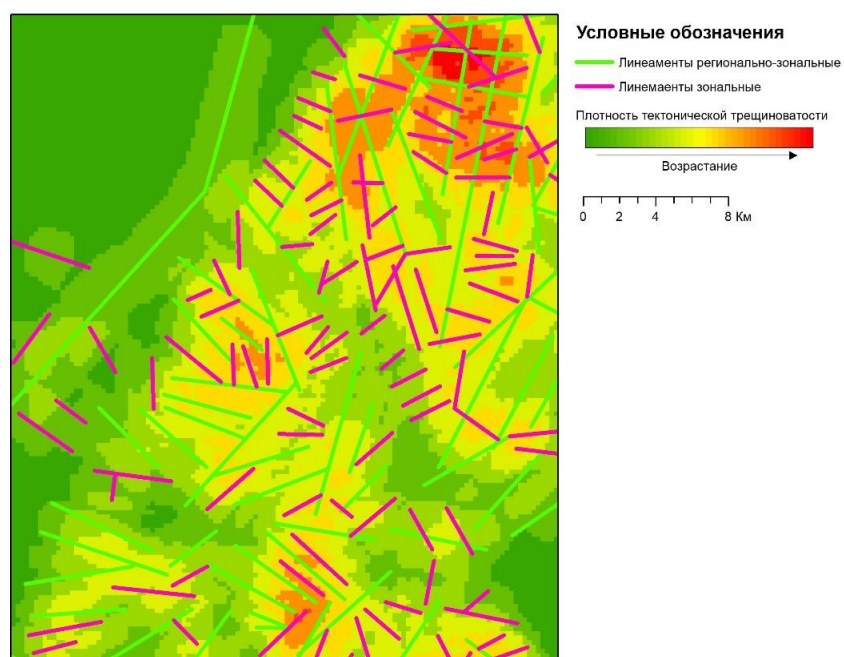 Условные обозначения
Линеаменты регионально-зональные
Линемаенты зональные
Плотность тектонической трещиноватости
Возрастание
0 2 4 8 Км